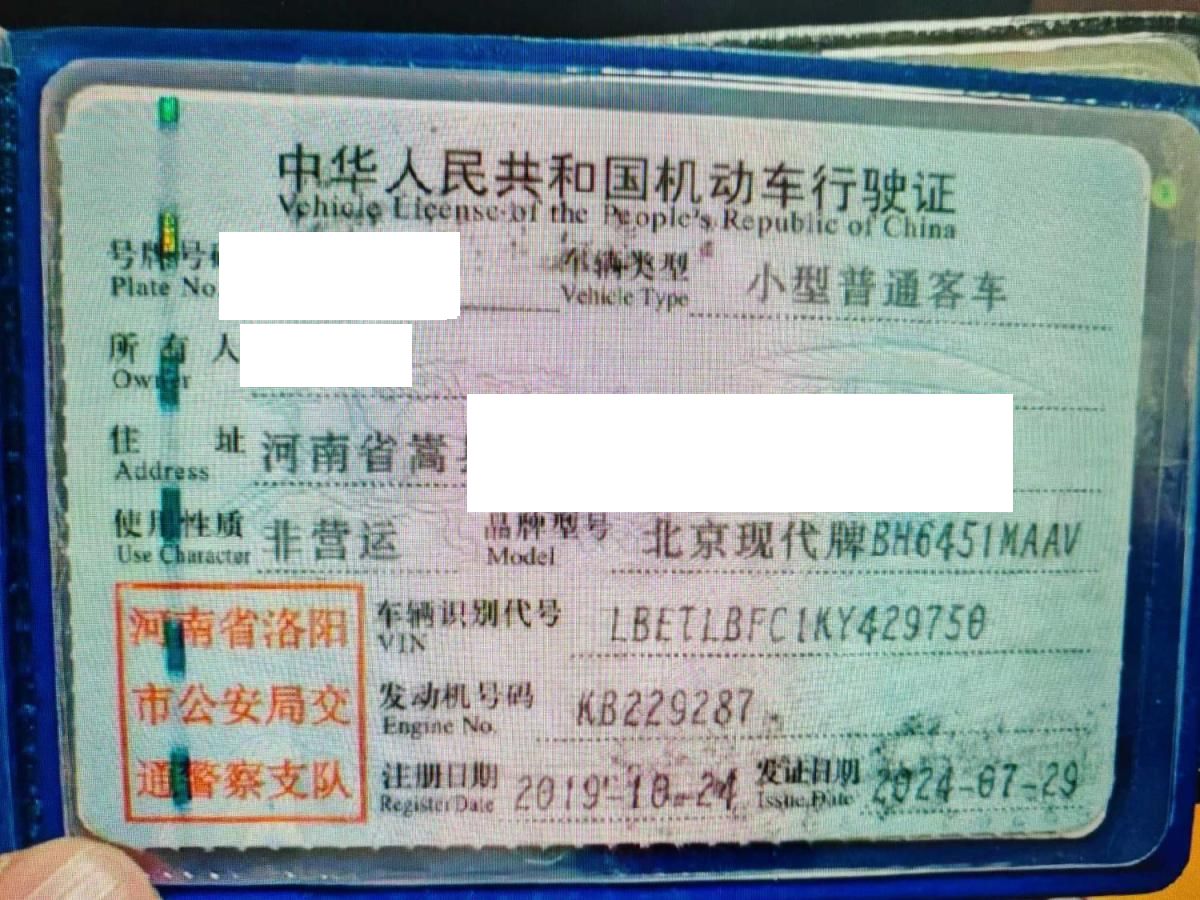 中华人民共和国机动车行驶证
Vehicle License of the People's Republic of China
号牌号 车辆类型 小型普通客车
Plate No. Vehicle Type
所有人
Owner
住址 河南省嵩
Address
使用性质 非营运 品牌型号 北京现代牌BH6451MAAV
Use Character Model
河南省洛阳 车辆识别代号 LBETLBFC1KY429750
VIN
市公安局交 发动机号码 KB229287
Engine No.
通警察支队 注册日期 2019-10-24 发证日期 2024-07-29
Register Date Issue Date